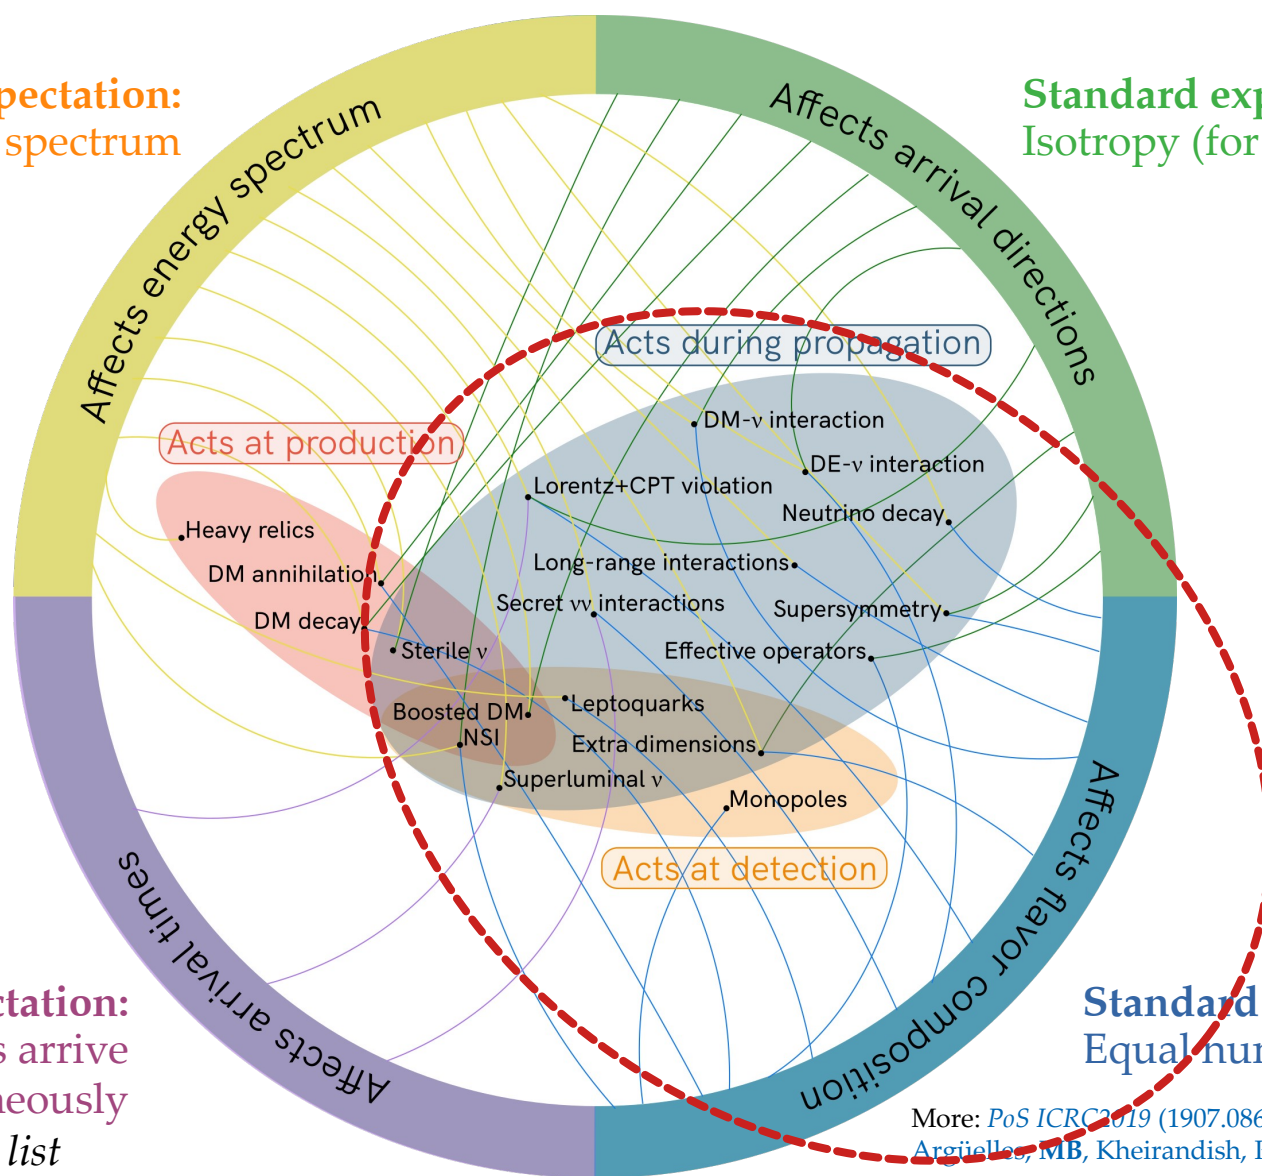 pectation:
spectrum
Standard exp
Isotropy (for
Affects energy spectrum
Affects arrival directions
Acts during propagation
Acts at production
DM-ν interaction
DE-ν interaction
Lorentz+CPT violation
Neutrino decay
Heavy relics
Long-range interactions
DM annihilation
Secret νν interactions
Supersymmetry
DM decay
Sterile ν
Effective operators
Leptoquarks
Boosted DM
NSI
Extra dimensions
Superluminal ν
Monopoles
Acts at detection
Affects arrival times
Affects flavor composition
ctation:
s arrive
neously
list
Standard
Equal nur
More: PoS ICRC2019 (1907.086
Argüelles, MB, Kheirandish, I